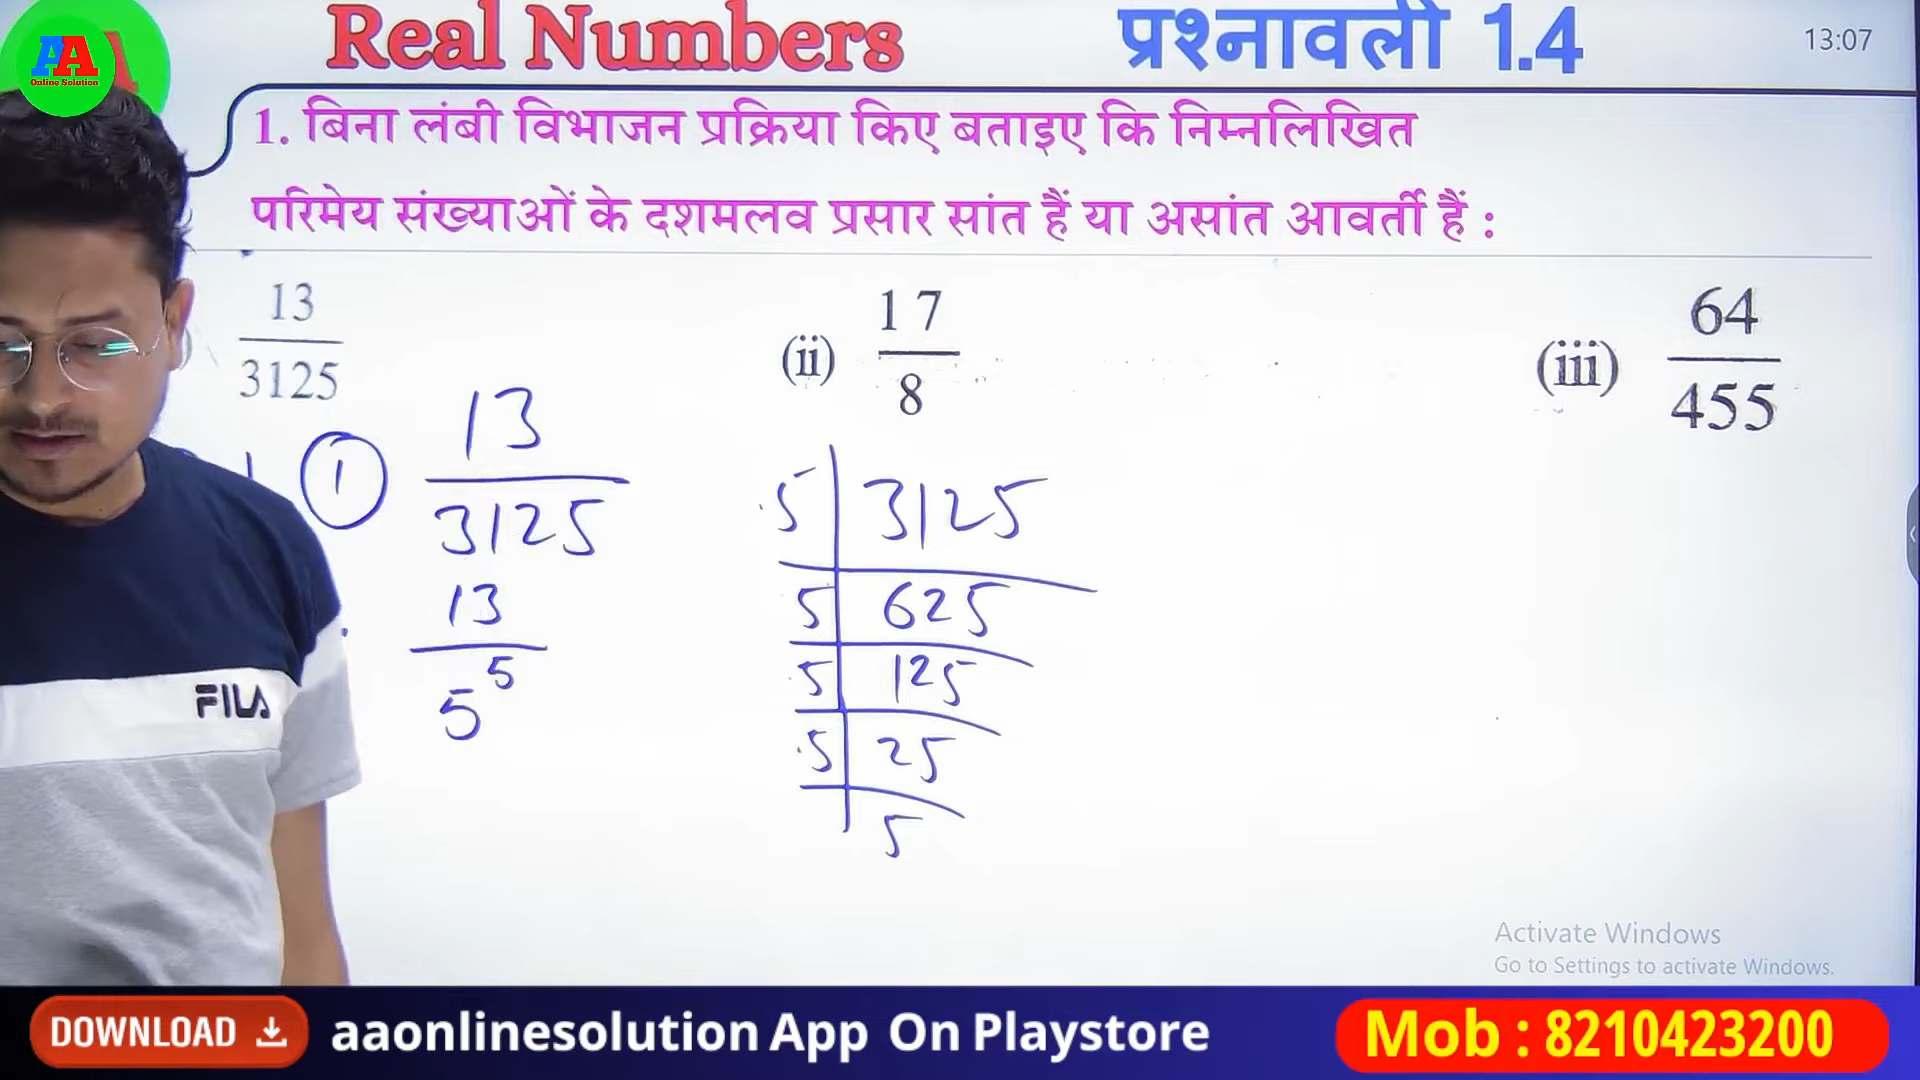 AA
Online Solution
Real Numbers
प्रश्नावली 1.4
13:07
1. बिना लंबी विभाजन प्रक्रिया किए बताइए कि निम्नलिखित
परिमेय संख्याओं के दशमलव प्रसार सांत हैं या असांत आवर्ती हैं :
13
3125
(ii) 17
8
(iii) 64
455
1 13
3125
13
5 5
5 3125
5 625
5 125
5 25
5
FILA
Activate Windows
Go to Settings to activate Windows.
DOWNLOAD
aaonlinesolution App On Playstore
Mob : 8210423200